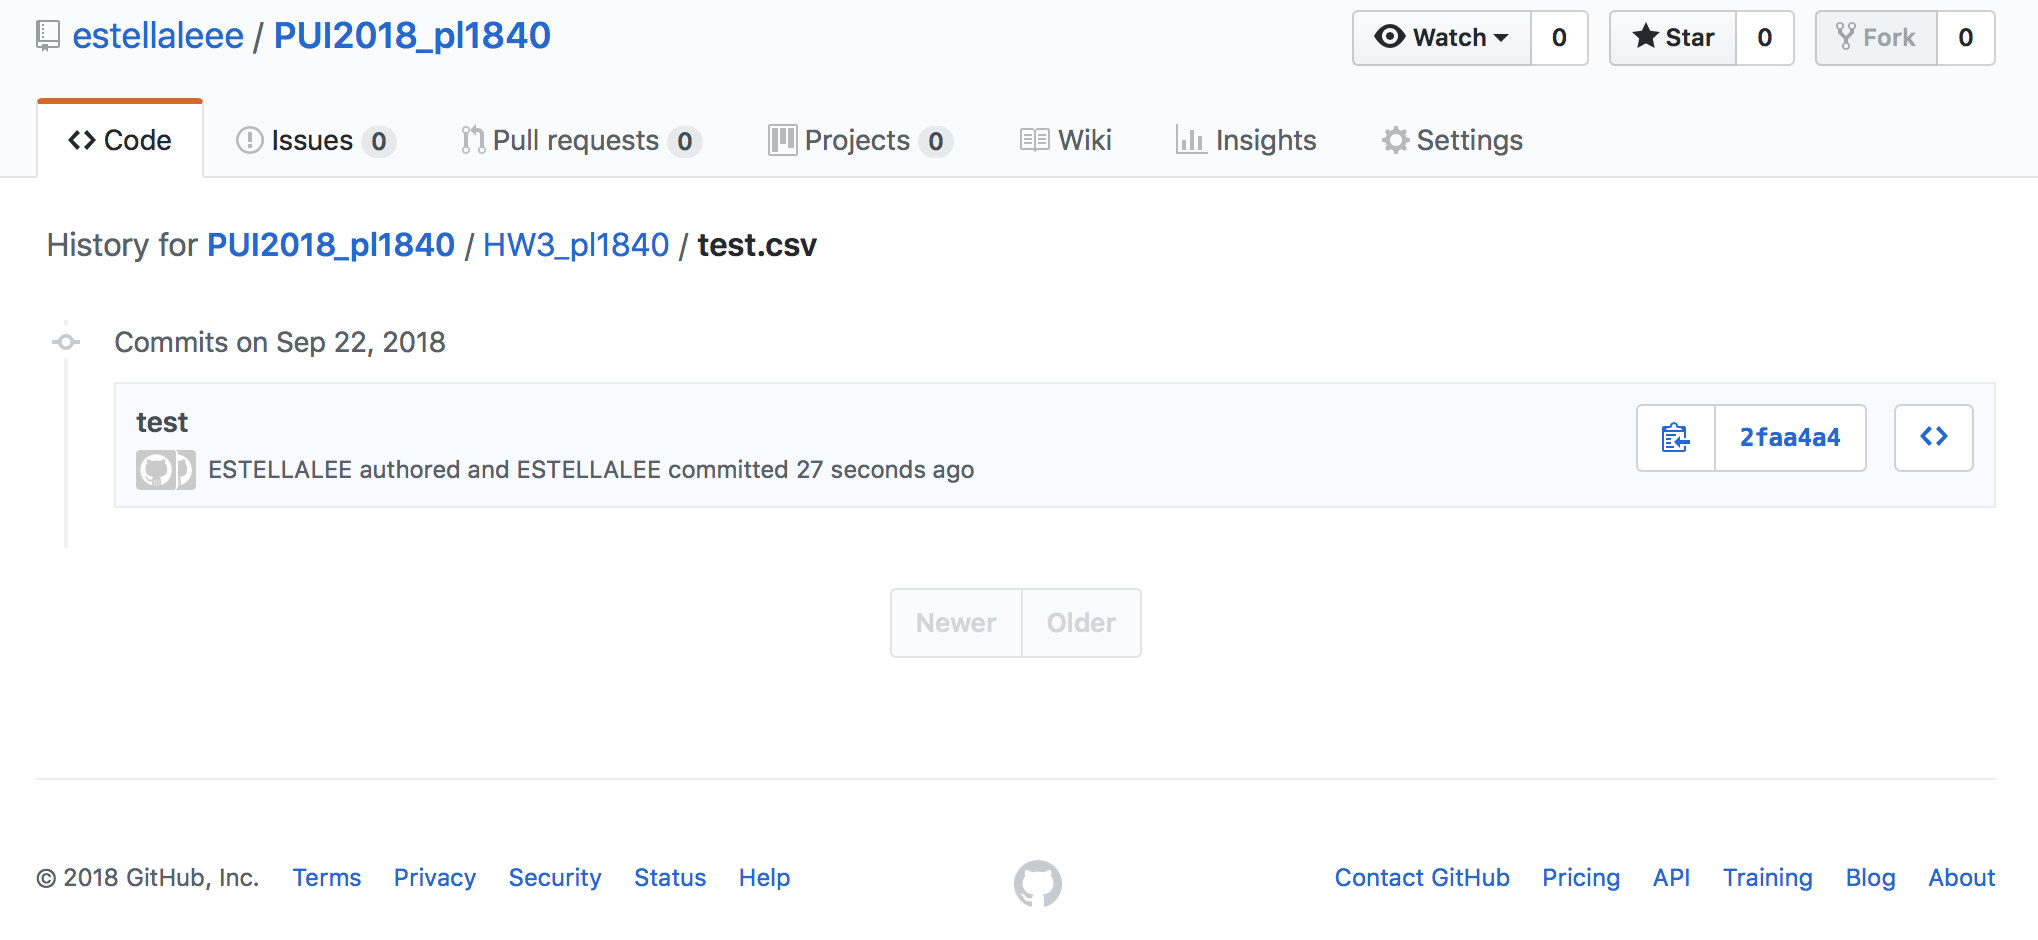 estellaleee / PUI2018_pl1840
Watch 0 Star 0 Fork 0
Code Issues 0 Pull requests 0 Projects 0 Wiki Insights Settings
History for PUI2018_pl1840 / HW3_pl1840 / test.csv
Commits on Sep 22, 2018
test
ESTELLALEE authored and ESTELLALEE committed 27 seconds ago
2faa4a4
Newer Older
© 2018 GitHub, Inc. Terms Privacy Security Status Help Contact GitHub Pricing API Training Blog About